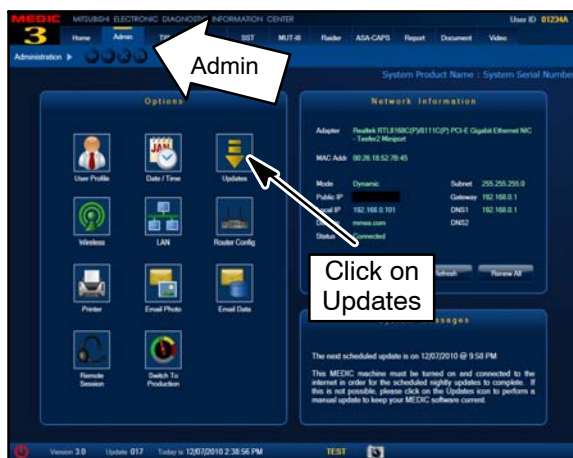 MEDIC MITSUBISHI ELECTRONIC DIAGNOSTIC INFORMATION CENTER User ID 01234A
3 Home Admin SST MUT-III Raider ASA-CAPS Report Document Video
Administration
Admin
System Product Name : System Serial Number
Options
Network Information
Adapter Realtek RTL8168C(P)/8111C(P) PCI-E Gigabit Ethernet NIC
- Teefer2 Miniport
MAC Addr 00:26:18:52:7B:45
User Profile Date / Time Updates
Mode Dynamic Subnet 255.255.255.0
Public IP Gateway 192.168.0.1
Local IP 192.168.0.101 DNS1 192.168.0.1
mmsa.com DNS2
Status Connected
Wireless LAN Router Config
Click on
Updates
Refresh Renew All
Printer Email Photo Email Data
Remote
Session
Switch To
Production
The next scheduled update is on 12/07/2010 @ 9:58 PM
This MEDIC machine must be turned on and connected to the
internet in order for the scheduled nightly updates to complete. If
this is not possible, please click on the Updates icon to perform a
manual update to keep your MEDIC software current.
Version 3.0 Update 017 Today is 12/07/2010 2:38:56 PM TEST